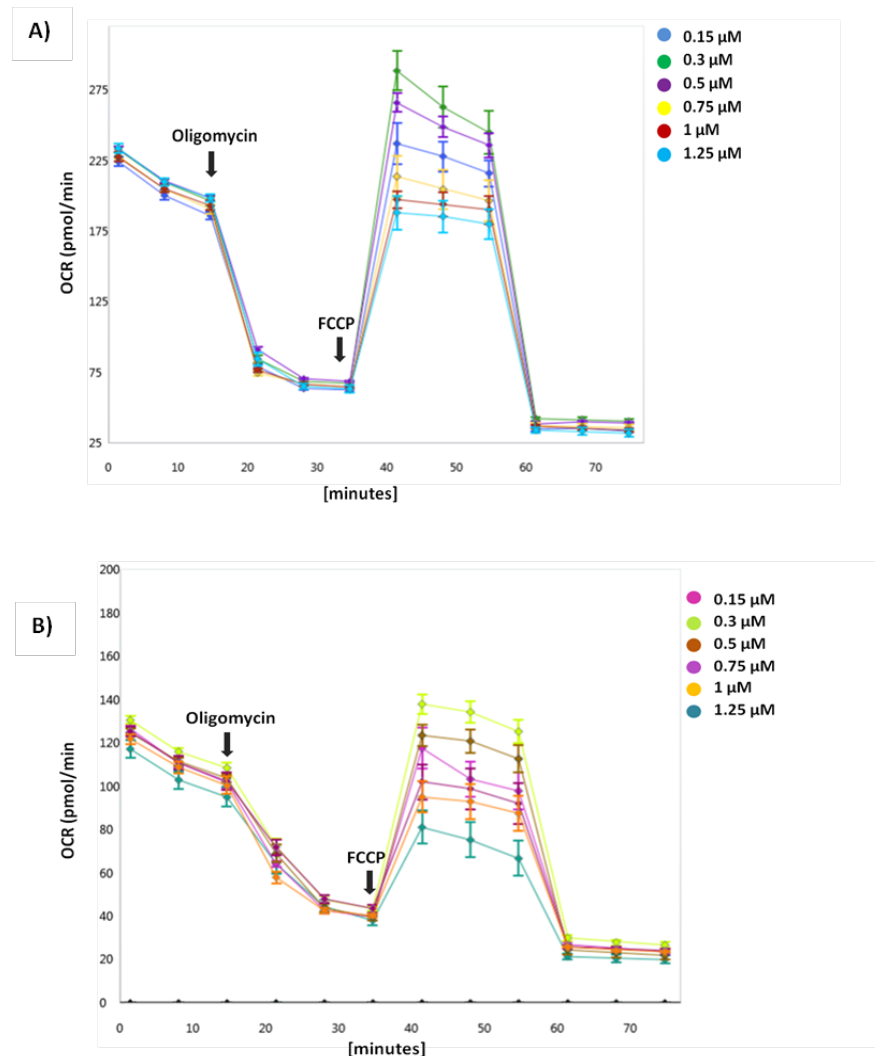 A)
0.15 µM
0.3 µM
0.5 µM
0.75 µM
1 µM
1.25 µM
Oligomycin
FCCP
OCR (pmol/min)
275
225
175
125
75
25
0 10 20 30 40 50 60 70
[minutes]
B)
0.15 µM
0.3 µM
0.5 µM
0.75 µM
1 µM
1.25 µM
Oligomycin
FCCP
OCR (pmol/min)
200
180
160
140
120
100
80
60
40
20
0
0 10 20 30 40 50 60 70
[minutes]